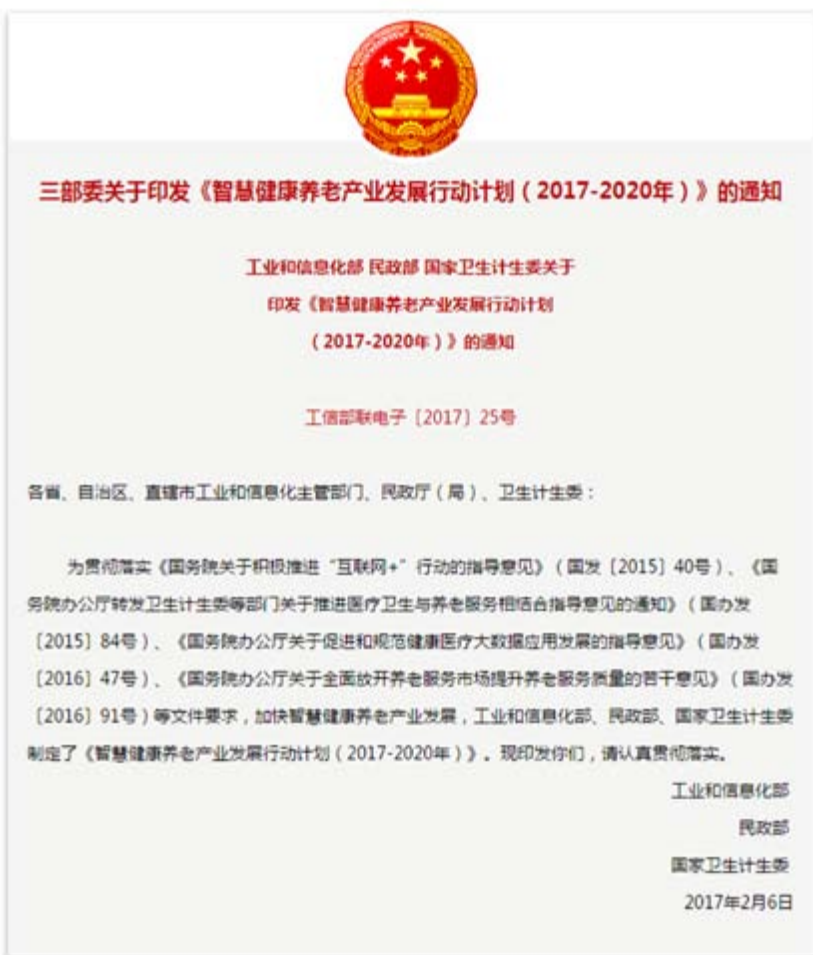 三部委关于印发《智慧健康养老产业发展行动计划（2017-2020年）》的通知
工业和信息化部 民政部 国家卫生计生委关于
印发《智慧健康养老产业发展行动计划
（2017-2020年）》的通知
工信部联电子〔2017〕25号
各省、自治区、直辖市工业和信息化主管部门、民政厅（局）、卫生计生委：
为贯彻落实《国务院关于积极推进“互联网+”行动的指导意见》（国发〔2015〕40号）、《国
务院办公厅转发卫生计生委等部门关于推进医疗卫生与养老服务相结合指导意见的通知》（国办发
〔2015〕84号）、《国务院办公厅关于促进和规范健康医疗大数据应用发展的指导意见》（国办发
〔2016〕47号）、《国务院办公厅关于全面放开养老服务市场提升养老服务质量的若干意见》（国办发
〔2016〕91号）等文件要求，加快智慧健康养老产业发展，工业和信息化部、民政部、国家卫生计生委
制定了《智慧健康养老产业发展行动计划（2017-2020年）》。现印发你们，请认真贯彻落实。
工业和信息化部
民政部
国家卫生计生委
2017年2月6日